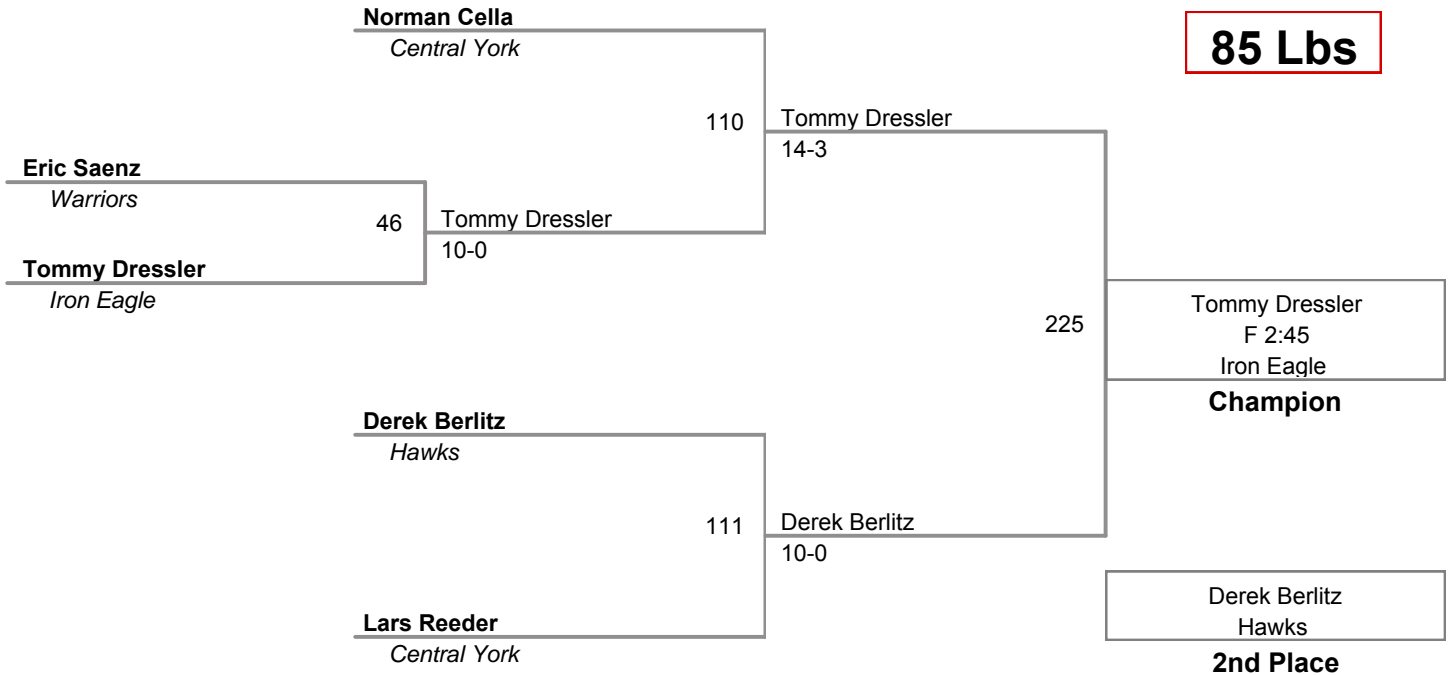 Norman Cella
Central York
85 Lbs
110
Tommy Dressler
14-3
Eric Saenz
Warriors
46
Tommy Dressler
10-0
Tommy Dressler
Iron Eagle
225
Tommy Dressler
F 2:45
Iron Eagle
Champion
Derek Berlitz
Hawks
111
Derek Berlitz
10-0
Lars Reeder
Central York
Derek Berlitz
Hawks
2nd Place